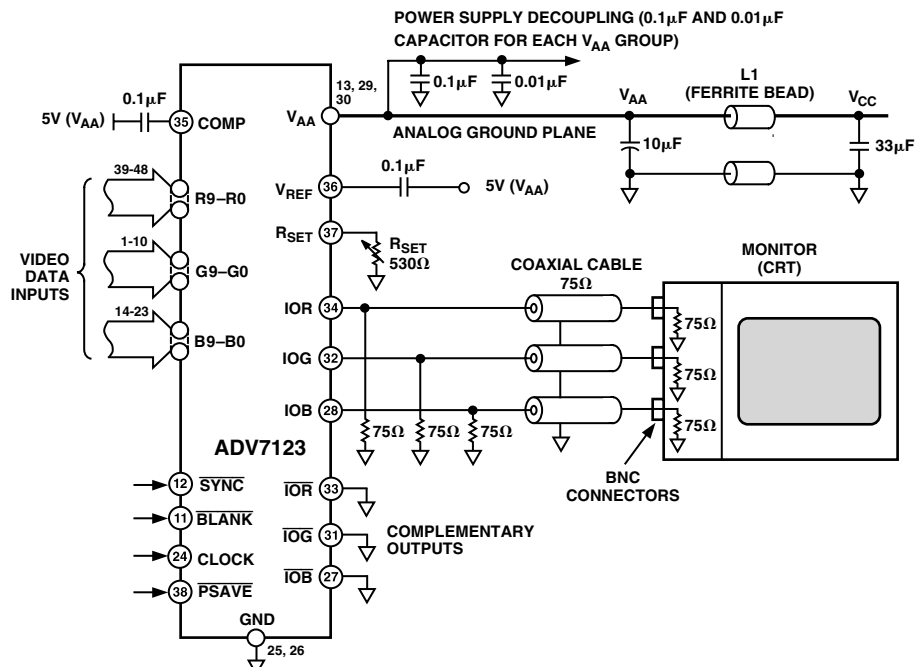 POWER SUPPLY DECOUPLING (0.1μF AND 0.01μF
CAPACITOR FOR EACH VAA GROUP)
0.1μF
0.01μF
L1
(FERRITE BEAD)
VAA
VCC
13, 29,
30
VAA
ANALOG GROUND PLANE
10μF
33μF
0.1μF
5V (VAA)
35
COMP
39-48
R9–R0
1-10
G9–G0
14-23
B9–B0
VIDEO
DATA
INPUTS
VREF
36
0.1μF
5V (VAA)
RSET
37
RSET
530Ω
COAXIAL CABLE
75Ω
MONITOR
(CRT)
IOR
34
75Ω
IOG
32
75Ω
IOB
28
75Ω
75Ω
75Ω
75Ω
BNC
CONNECTORS
ADV7123
12
SYNC
11
BLANK
24
CLOCK
38
PSAVE
IOR
33
IOG
31
IOB
27
COMPLEMENTARY
OUTPUTS
GND
25, 26